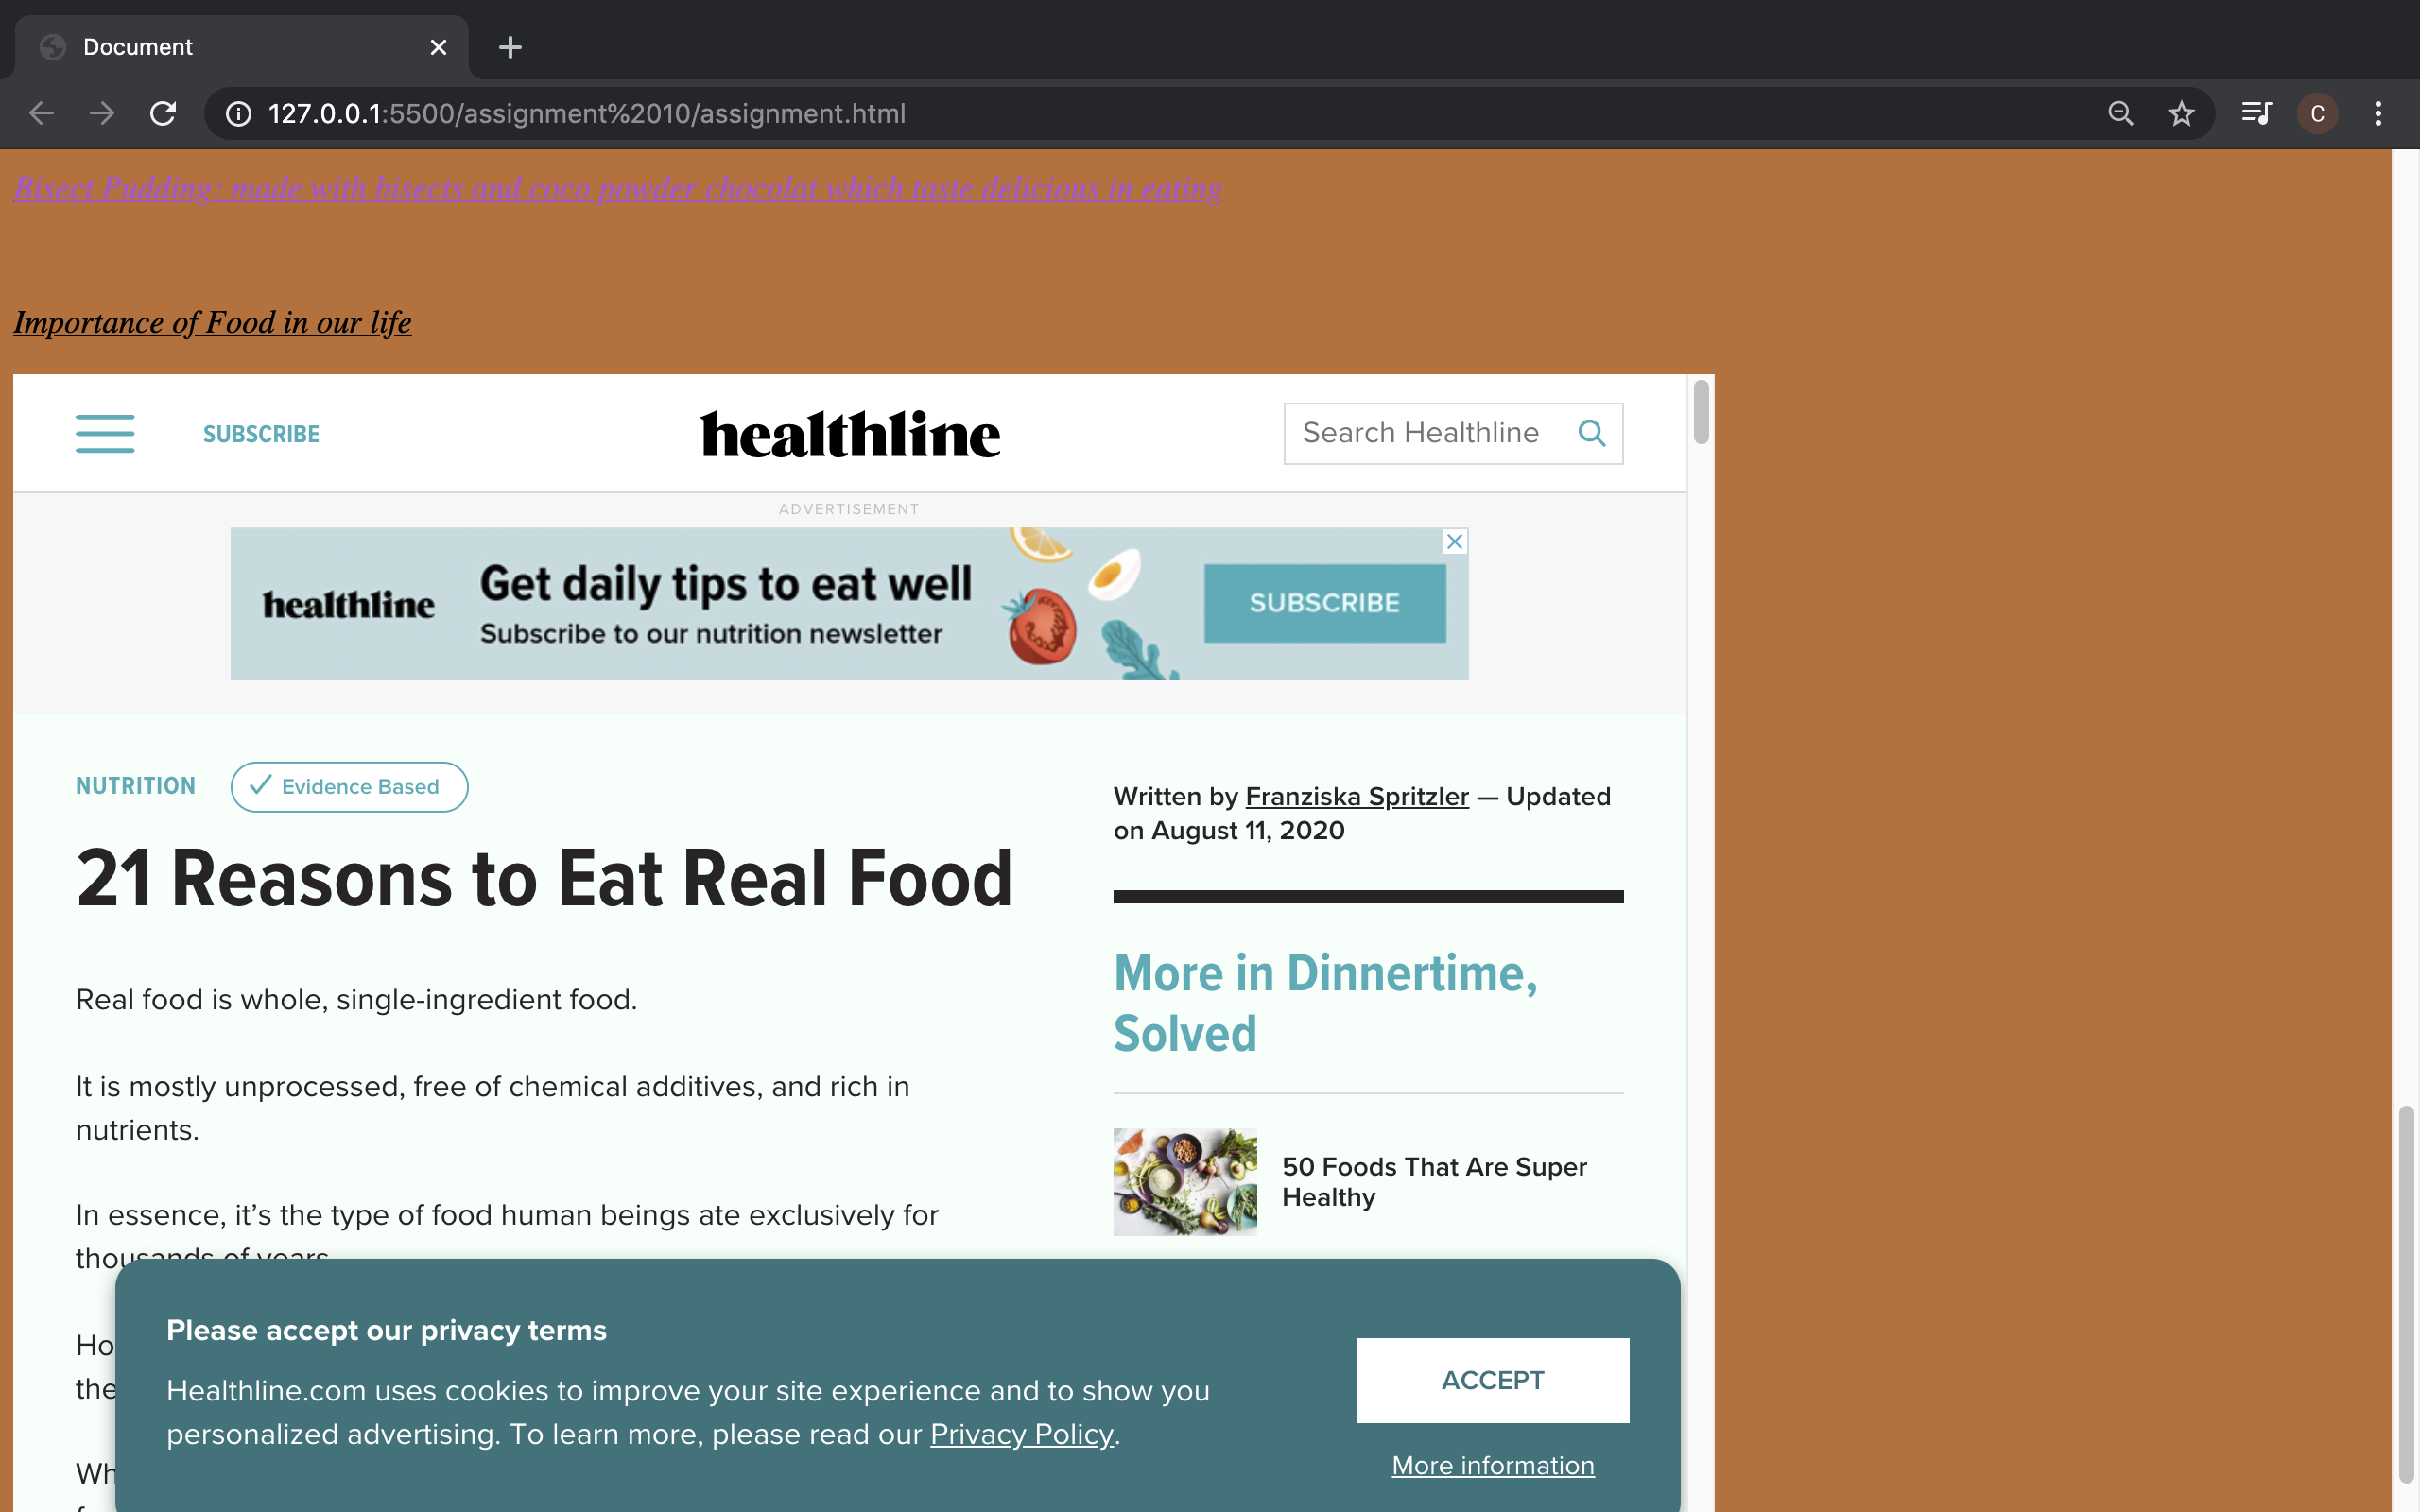 Document
127.0.0.1:5500/assignment%2010/assignment.html
C
Bisect Pudding: made with bisects and coco powder chocolat which taste delicious in eating
Importance of Food in our life
SUBSCRIBE
healthline
Search Healthline
ADVERTISEMENT
healthline
Get daily tips to eat well
Subscribe to our nutrition newsletter
SUBSCRIBE
NUTRITION
Evidence Based
21 Reasons to Eat Real Food
Written by Franziska Spritzler — Updated
on August 11, 2020
Real food is whole, single-ingredient food.
It is mostly unprocessed, free of chemical additives, and rich in
nutrients.
In essence, it’s the type of food human beings ate exclusively for
thousands of years.
More in Dinnertime,
Solved
50 Foods That Are Super
Healthy
Ho
the
Wh
Please accept our privacy terms
Healthline.com uses cookies to improve your site experience and to show you
personalized advertising. To learn more, please read our Privacy Policy.
ACCEPT
More information